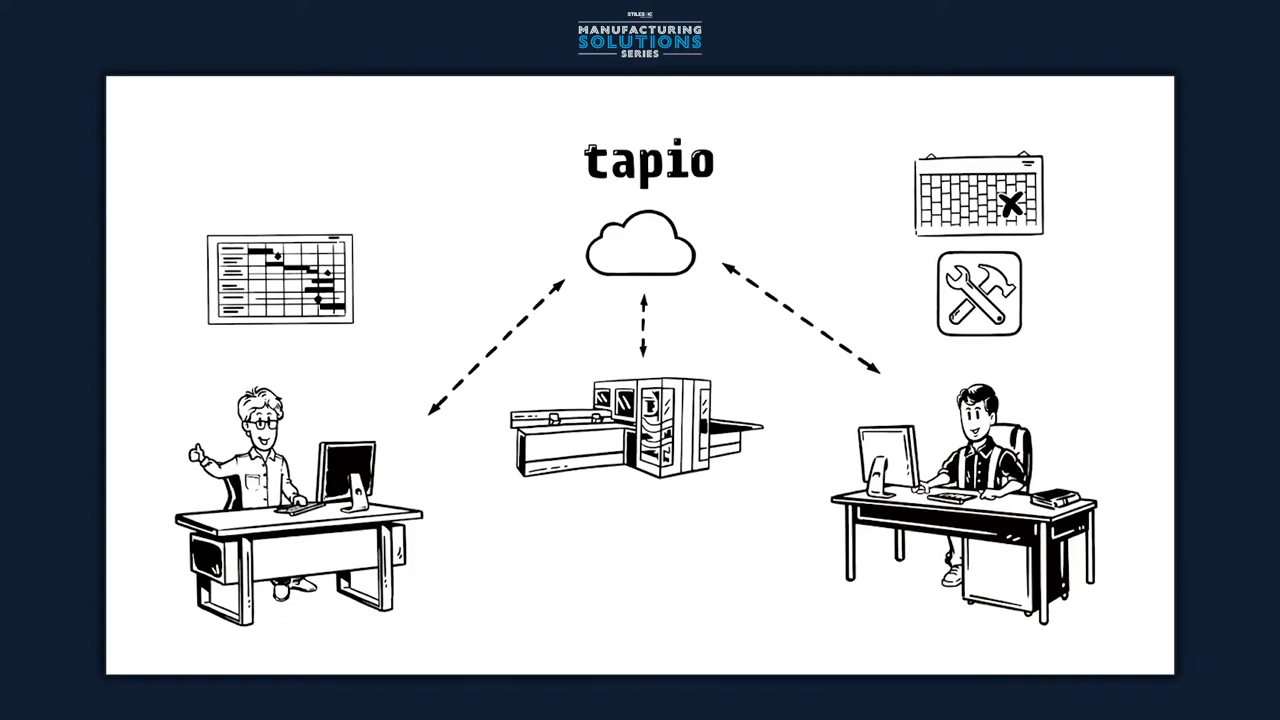 STILES
MANUFACTURING
SOLUTIONS
SERIES
tapio